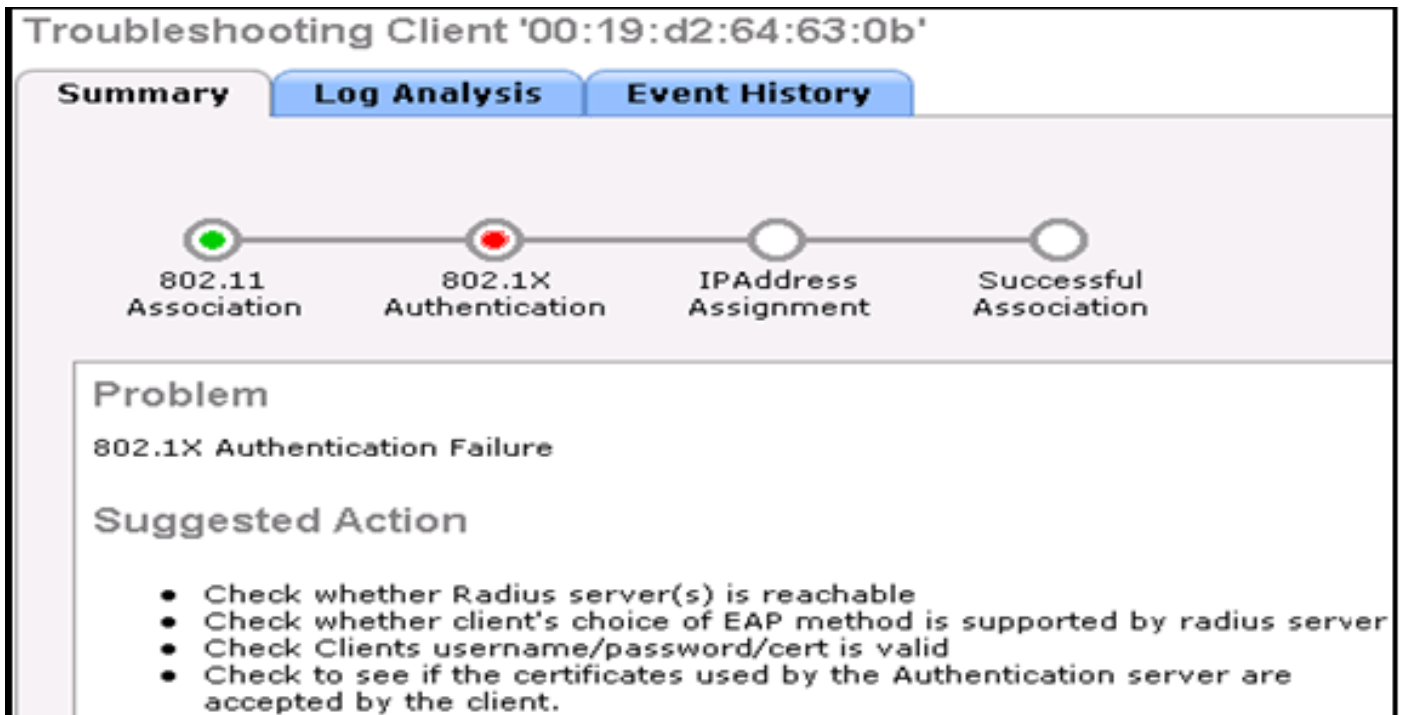 Troubleshooting Client '00:19:d2:64:63:0b'
Summary Log Analysis Event History
802.11 Association
802.1X Authentication
IPAddress Assignment
Successful Association
Problem
802.1X Authentication Failure
Suggested Action
• Check whether Radius server(s) is reachable
• Check whether client's choice of EAP method is supported by radius server
• Check Clients username/password/cert is valid
• Check to see if the certificates used by the Authentication server are
accepted by the client.